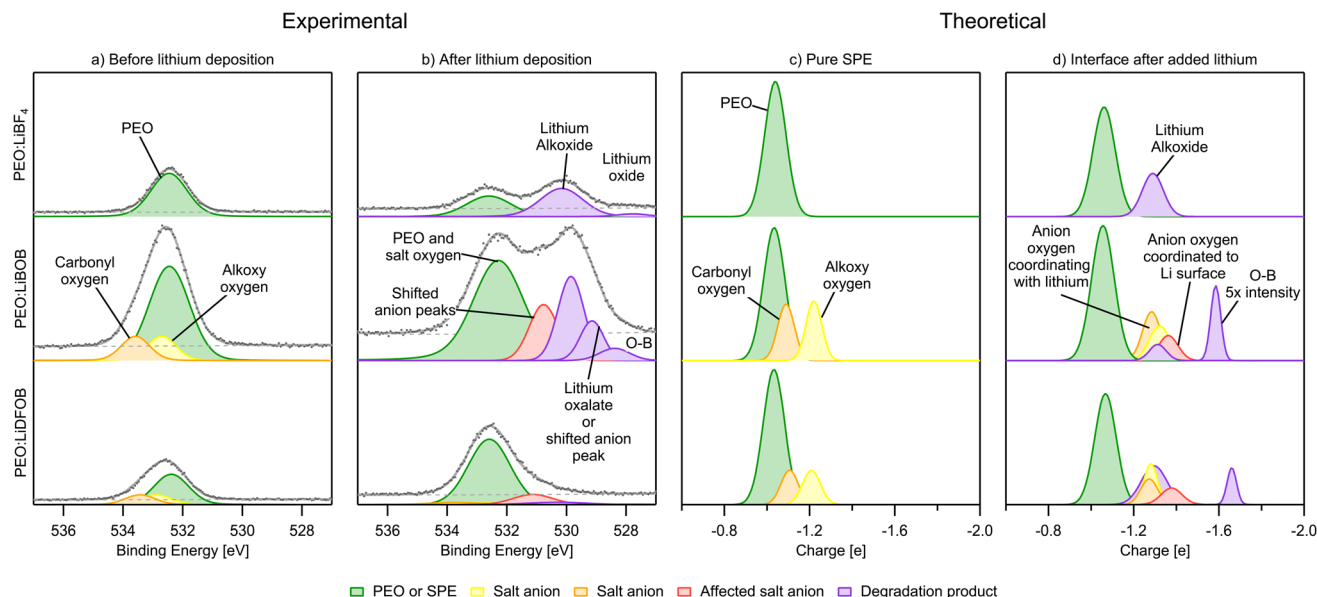 Experimental
Theoretical
a) Before lithium deposition
b) After lithium deposition
c) Pure SPE
d) Interface after added lithium
PEO:LiBF4
PEO
Lithium
Alkoxide
Lithium
oxide
PEO
Lithium
Alkoxide
PEO:LiBOB
Carbonyl
oxygen
Alkoxy
oxygen
PEO and
salt oxygen
Shifted
anion peaks
O-B
Lithium
oxalate
or
shifted anion
peak
Carbonyl
oxygen
Alkoxy
oxygen
Anion
oxygen
coordinating
with lithium
Anion oxygen
coordinated to
Li surface
O-B
5x intensity
PEO:LiDFOB
536 534 532 530 528
536 534 532 530 528
-0.8 -1.2 -1.6 -2.0
-0.8 -1.2 -1.6 -2.0
Binding Energy [eV]
Binding Energy [eV]
Charge [e]
Charge [e]
PEO or SPE
Salt anion
Salt anion
Affected salt anion
Degradation product